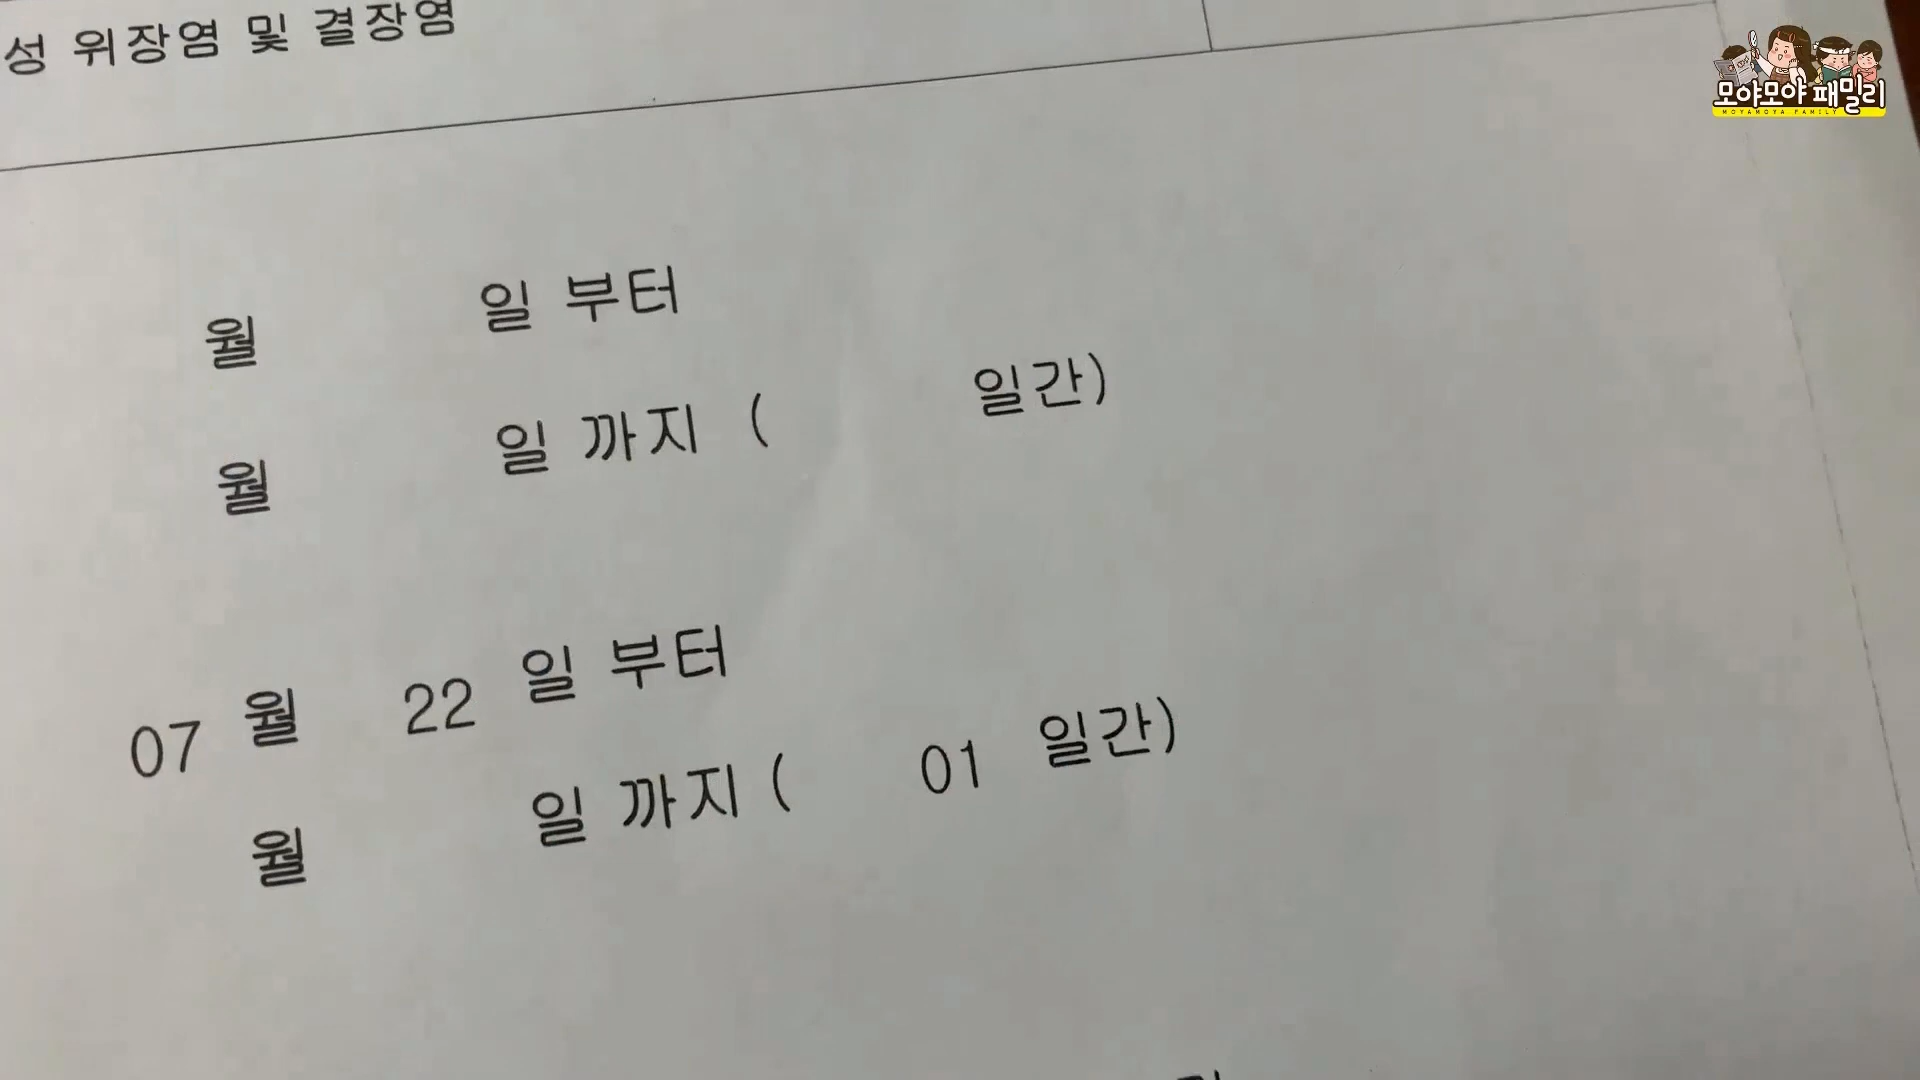 성 위장염 및 결장염
모야모야 패밀리
MOYAMOYA FAMILY
월 일 부터
월 일 까지 ( 일간)
07 월 22 일 부터
월 일 까지 ( 01 일간)